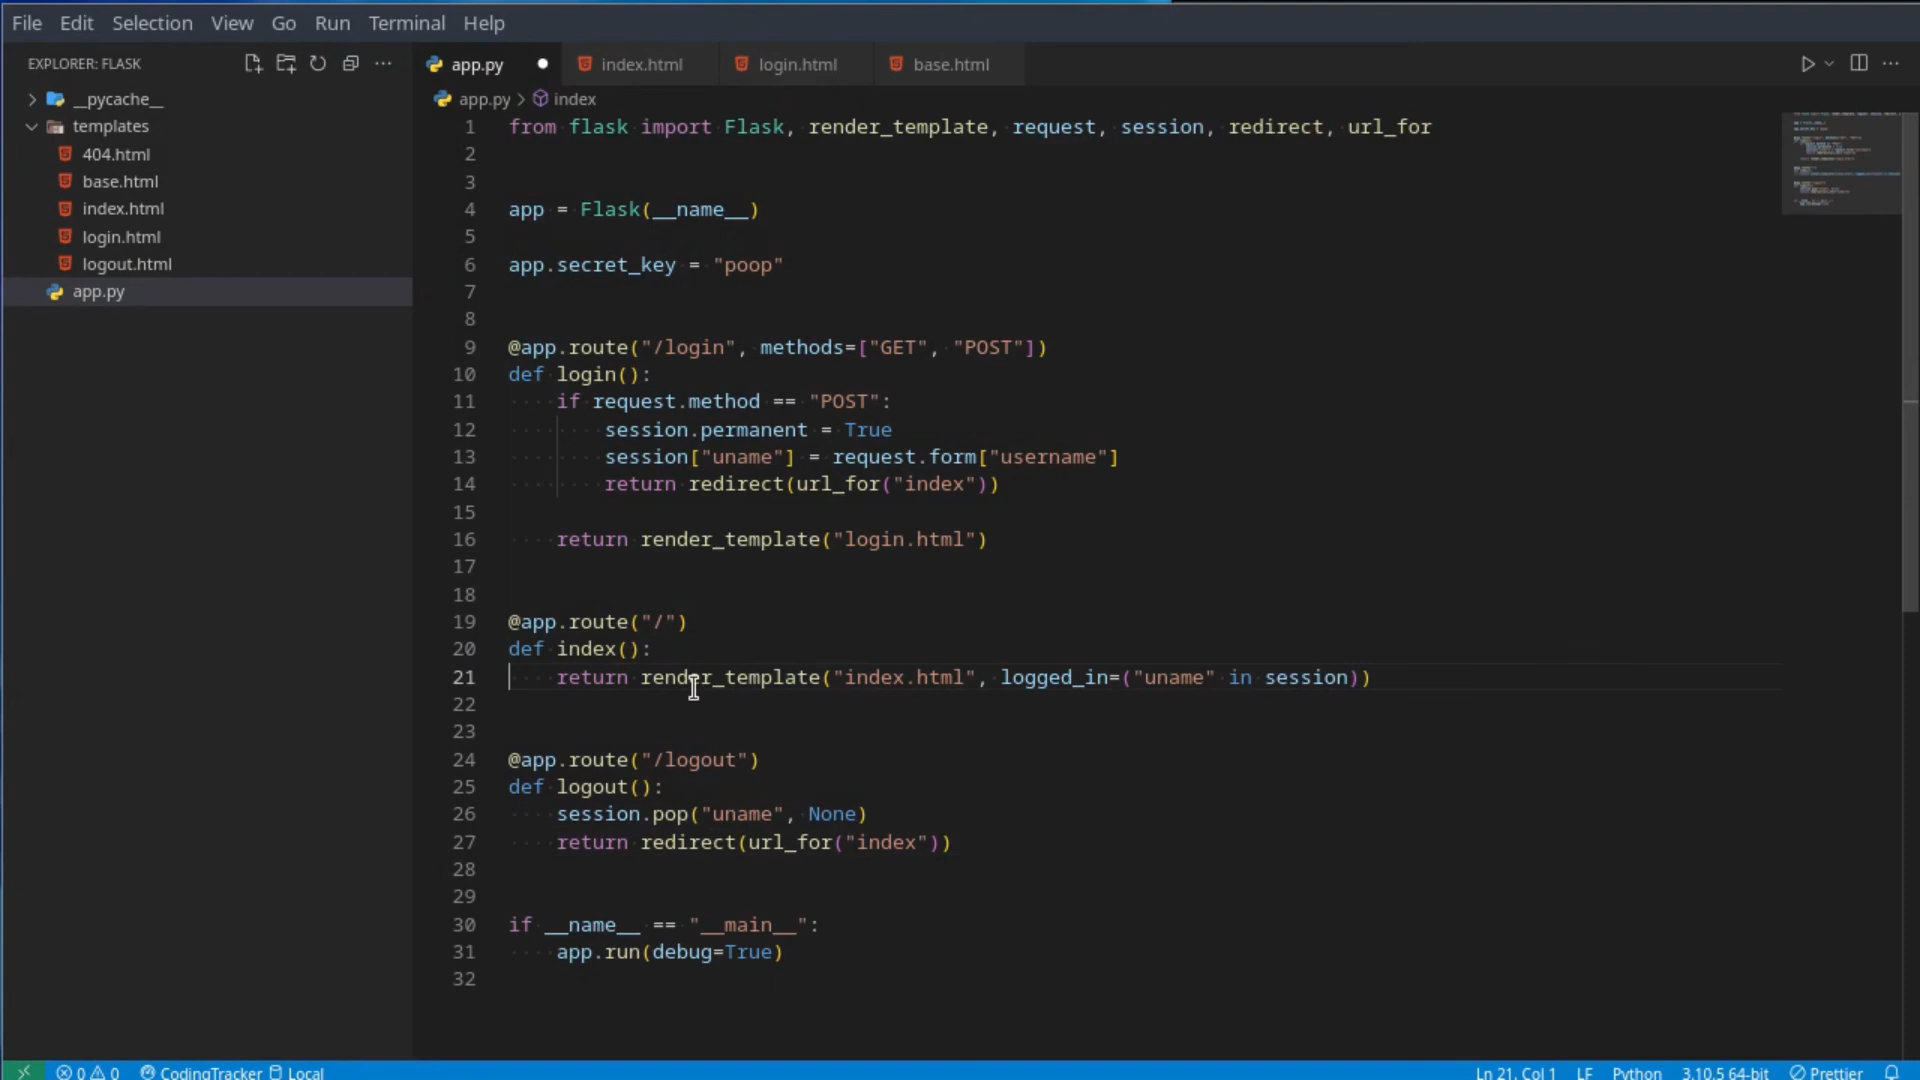 File Edit Selection View Go Run Terminal Help
EXPLORER: FLASK
__pycache__
templates
404.html
base.html
index.html
login.html
logout.html
app.py
app.py index.html login.html base.html
app.py > index
1 from flask import Flask, render_template, request, session, redirect, url_for
2
3
4 app = Flask(__name__)
5
6 app.secret_key = "poop"
7
8
9 @app.route("/login", methods=["GET", "POST"])
10 def login():
11     if request.method == "POST":
12         session.permanent = True
13         session["uname"] = request.form["username"]
14         return redirect(url_for("index"))
15
16     return render_template("login.html")
17
18
19 @app.route("/")
20 def index():
21     return render_template("index.html", logged_in=("uname" in session))
22
23
24 @app.route("/logout")
25 def logout():
26     session.pop("uname", None)
27     return redirect(url_for("index"))
28
29
30 if __name__ == "__main__":
31     app.run(debug=True)
32
0 0 CodingTracker Local Ln 21, Col 1 LF Python 3.10.5 64-bit Prettier